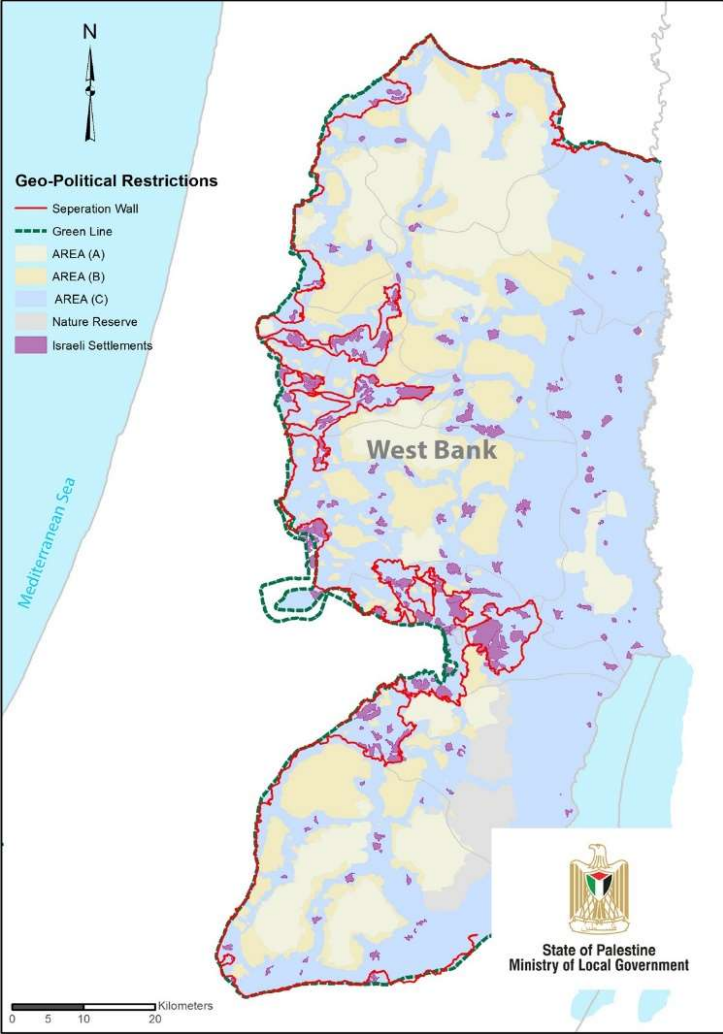 N
Geo-Political Restrictions
Seperation Wall
Green Line
AREA (A)
AREA (B)
AREA (C)
Nature Reserve
Israeli Settlements
West Bank
Mediterranean Sea
State of Palestine
Ministry of Local Government
Kilometers
0 5 10 20